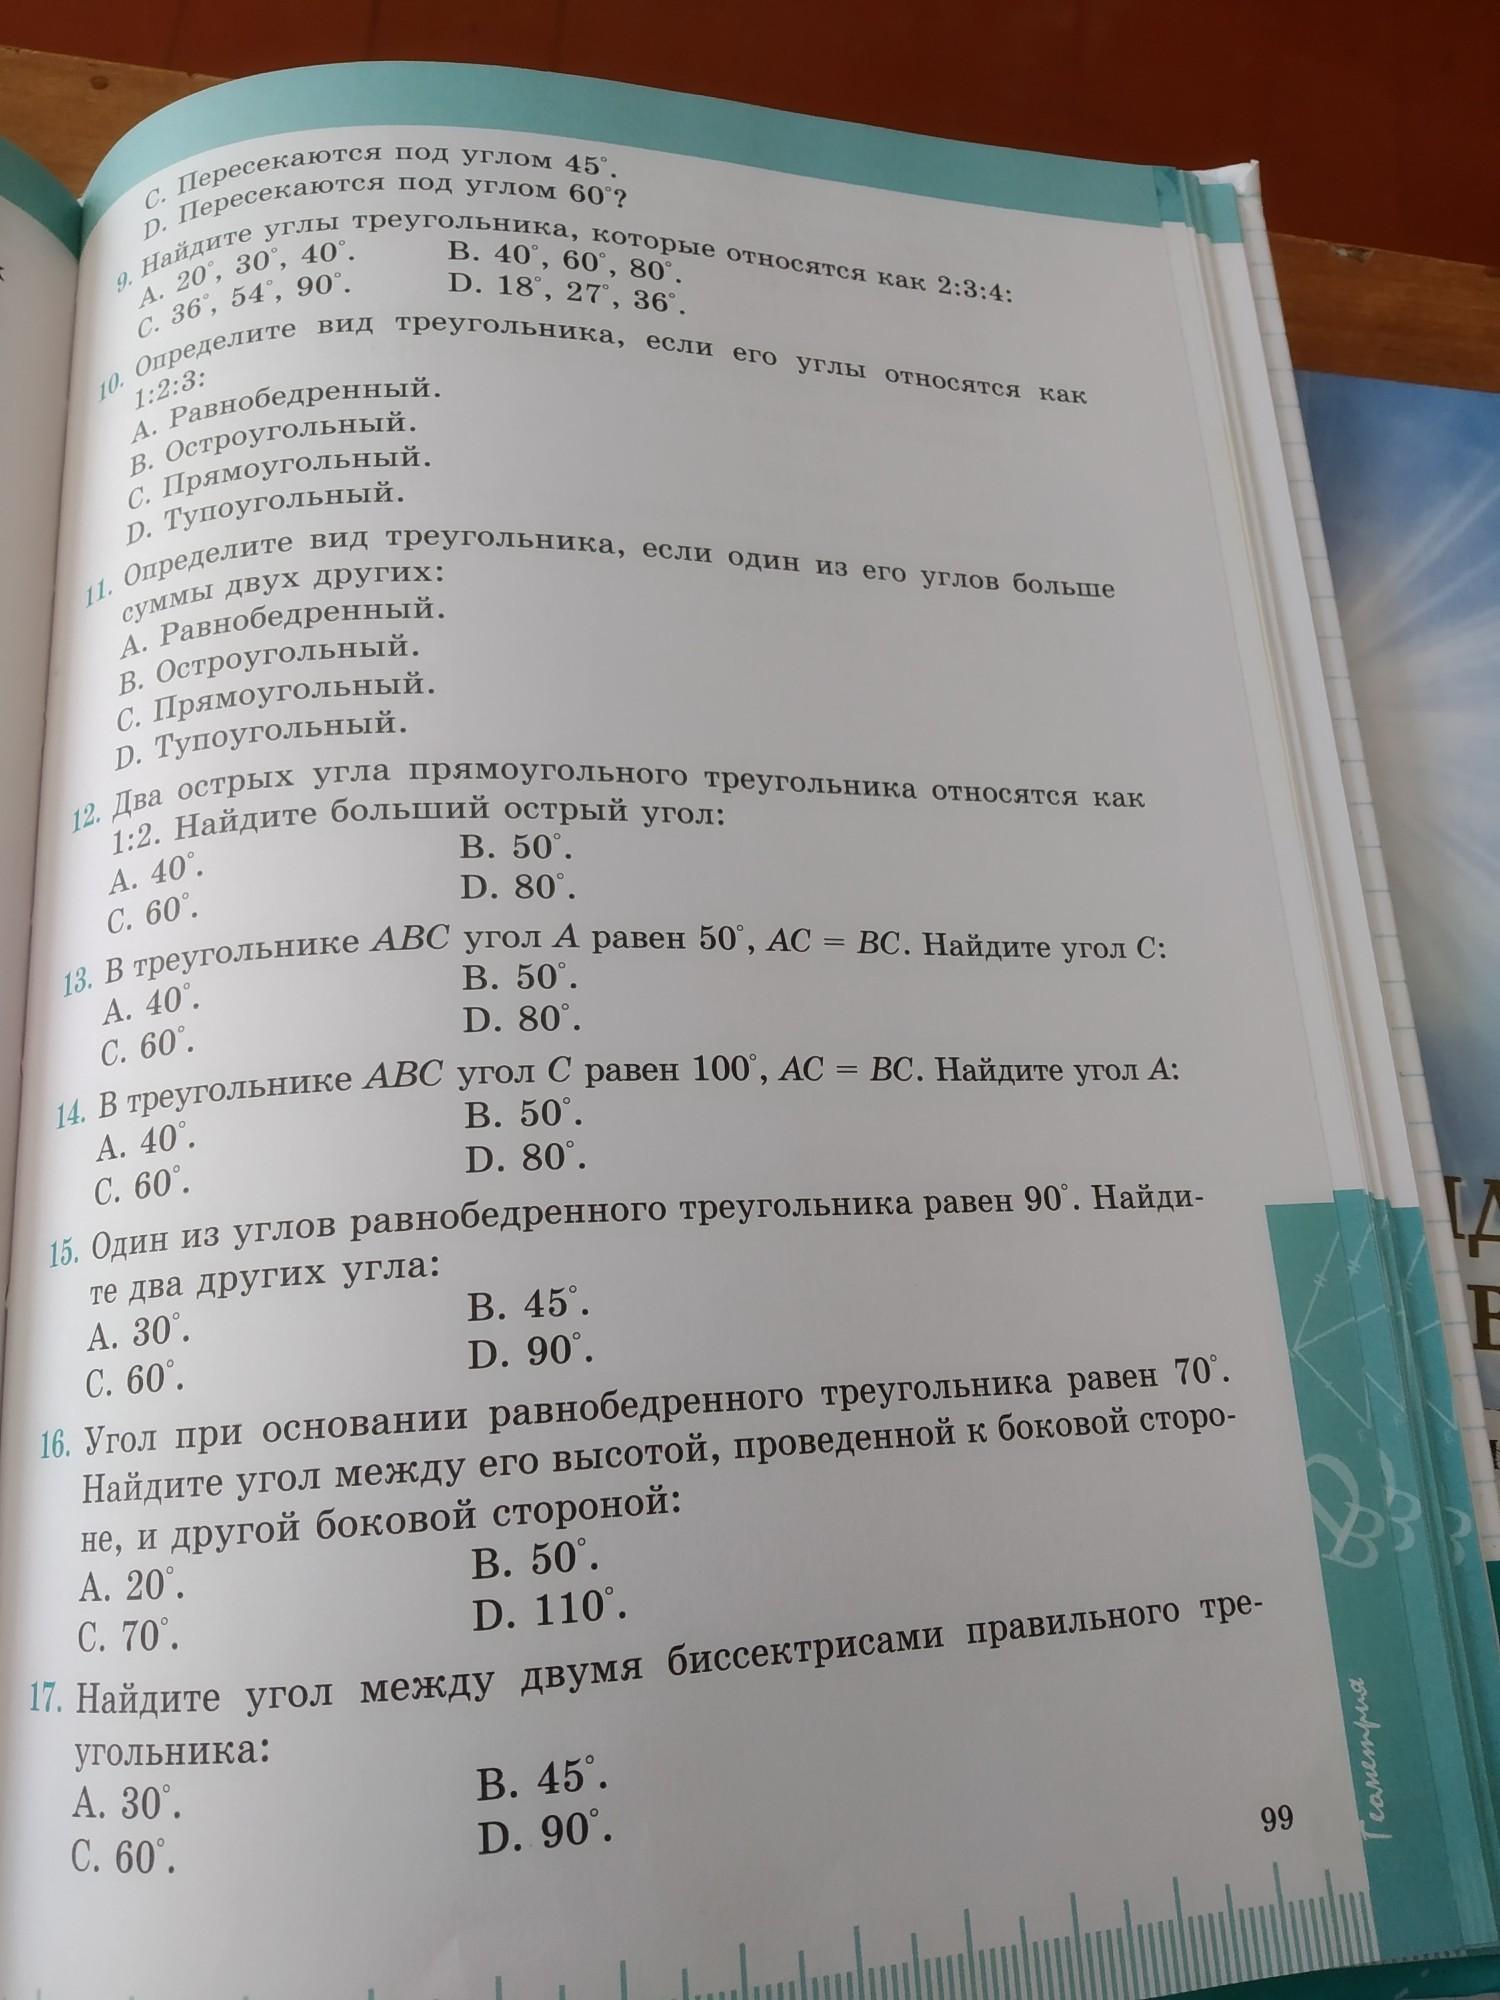 C. Пересекаются под углом 45°.
D. Пересекаются под углом 60°?
9. Найдите углы треугольника, которые относятся как 2:3:4:
A. 20°, 30°, 40°. B. 40°, 60°, 80°.
C. 36°, 54°, 90°. D. 18°, 27°, 36°.
10. Определите вид треугольника, если его углы относятся как
1:2:3:
A. Равнобедренный.
B. Остроугольный.
C. Прямоугольный.
D. Тупоугольный.
11. Определите вид треугольника, если один из его углов больше
суммы двух других:
A. Равнобедренный.
B. Остроугольный.
C. Прямоугольный.
D. Тупоугольный.
12. Два острых угла прямоугольного треугольника относятся как
1:2. Найдите больший острый угол:
A. 40°. B. 50°.
C. 60°. D. 80°.
13. В треугольнике ABC угол A равен 50°, AC = BC. Найдите угол C:
A. 40°. B. 50°.
C. 60°. D. 80°.
14. В треугольнике ABC угол C равен 100°, AC = BC. Найдите угол A:
A. 40°. B. 50°.
C. 60°. D. 80°.
15. Один из углов равнобедренного треугольника равен 90°. Найди-
те два других угла:
A. 30°. B. 45°.
C. 60°. D. 90°.
16. Угол при основании равнобедренного треугольника равен 70°.
Найдите угол между его высотой, проведенной к боковой сторо-
не, и другой боковой стороной:
A. 20°. B. 50°.
C. 70°. D. 110°.
17. Найдите угол между двумя биссектрисами правильного тре-
угольника:
A. 30°. B. 45°.
C. 60°. D. 90°.
99
Геометрия